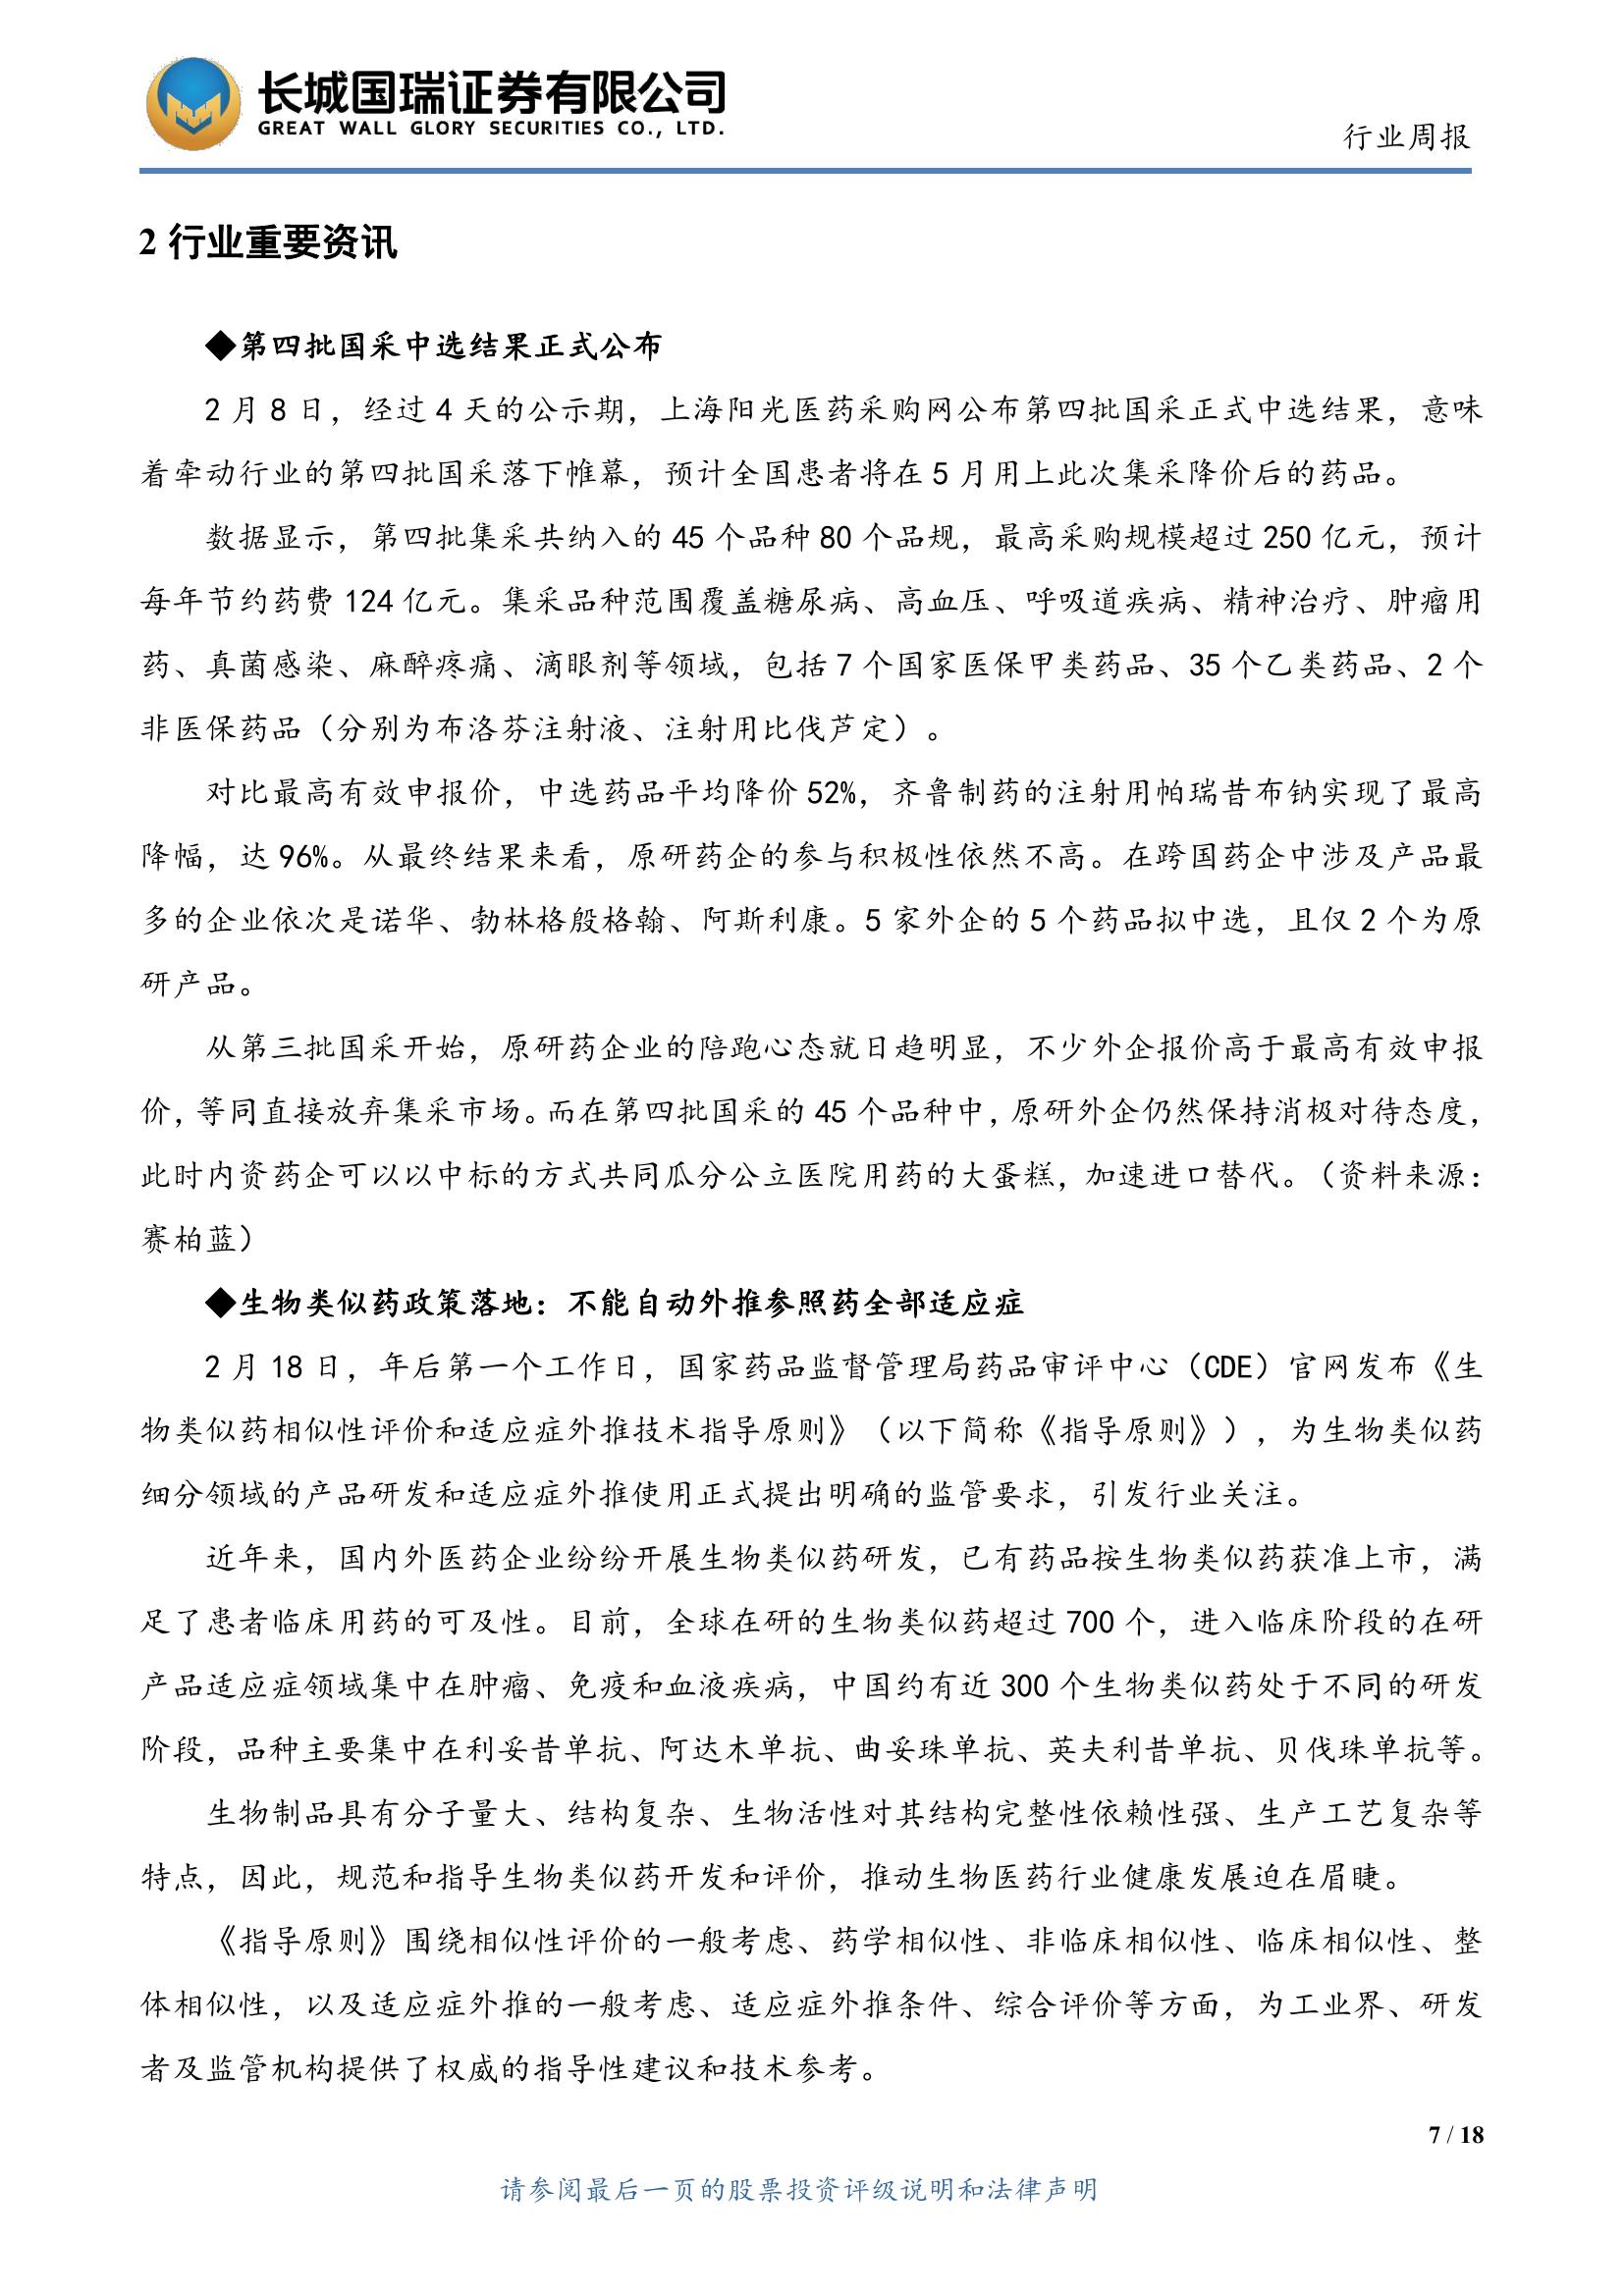 长城国瑞证券有限公司
GREAT WALL GLORY SECURITIES CO., LTD.
行业周报
2 行业重要资讯
◆第四批国采中选结果正式公布
2 月 8 日，经过 4 天的公示期，上海阳光医药采购网公布第四批国采正式中选结果，意味
着牵动行业的第四批国采落下帷幕，预计全国患者将在 5 月用上此次集采降价后的药品。
数据显示，第四批集采共纳入的 45 个品种 80 个品规，最高采购规模超过 250 亿元，预计
每年节约药费 124 亿元。集采品种范围覆盖糖尿病、高血压、呼吸道疾病、精神治疗、肿瘤用
药、真菌感染、麻醉疼痛、滴眼剂等领域，包括 7 个国家医保甲类药品、35 个乙类药品、2 个
非医保药品（分别为布洛芬注射液、注射用比伐芦定）。
对比最高有效申报价，中选药品平均降价 52%，齐鲁制药的注射用帕瑞昔布钠实现了最高
降幅，达 96%。从最终结果来看，原研药企的参与积极性依然不高。在跨国药企中涉及产品最
多的企业依次是诺华、勃林格殷格翰、阿斯利康。5 家外企的 5 个药品拟中选，且仅 2 个为原
研产品。
从第三批国采开始，原研药企业的陪跑心态就日趋明显，不少外企报价高于最高有效申报
价，等同直接放弃集采市场。而在第四批国采的 45 个品种中，原研外企仍然保持消极对待态度，
此时内资药企可以以中标的方式共同瓜分公立医院用药的大蛋糕，加速进口替代。（资料来源：
赛柏蓝）
◆生物类似药政策落地：不能自动外推参照药全部适应症
2 月 18 日，年后第一个工作日，国家药品监督管理局药品审评中心（CDE）官网发布《生
物类似药相似性评价和适应症外推技术指导原则》（以下简称《指导原则》），为生物类似药
细分领域的产品研发和适应症外推使用正式提出明确的监管要求，引发行业关注。
近年来，国内外医药企业纷纷开展生物类似药研发，已有药品按生物类似药获准上市，满
足了患者临床用药的可及性。目前，全球在研的生物类似药超过 700 个，进入临床阶段的在研
产品适应症领域集中在肿瘤、免疫和血液疾病，中国约有近 300 个生物类似药处于不同的研发
阶段，品种主要集中在利妥昔单抗、阿达木单抗、曲妥珠单抗、英夫利昔单抗、贝伐珠单抗等。
生物制品具有分子量大、结构复杂、生物活性对其结构完整性依赖性强、生产工艺复杂等
特点，因此，规范和指导生物类似药开发和评价，推动生物医药行业健康发展迫在眉睫。
《指导原则》围绕相似性评价的一般考虑、药学相似性、非临床相似性、临床相似性、整
体相似性，以及适应症外推的一般考虑、适应症外推条件、综合评价等方面，为工业界、研发
者及监管机构提供了权威的指导性建议和技术参考。
7 / 18
请参阅最后一页的股票投资评级说明和法律声明